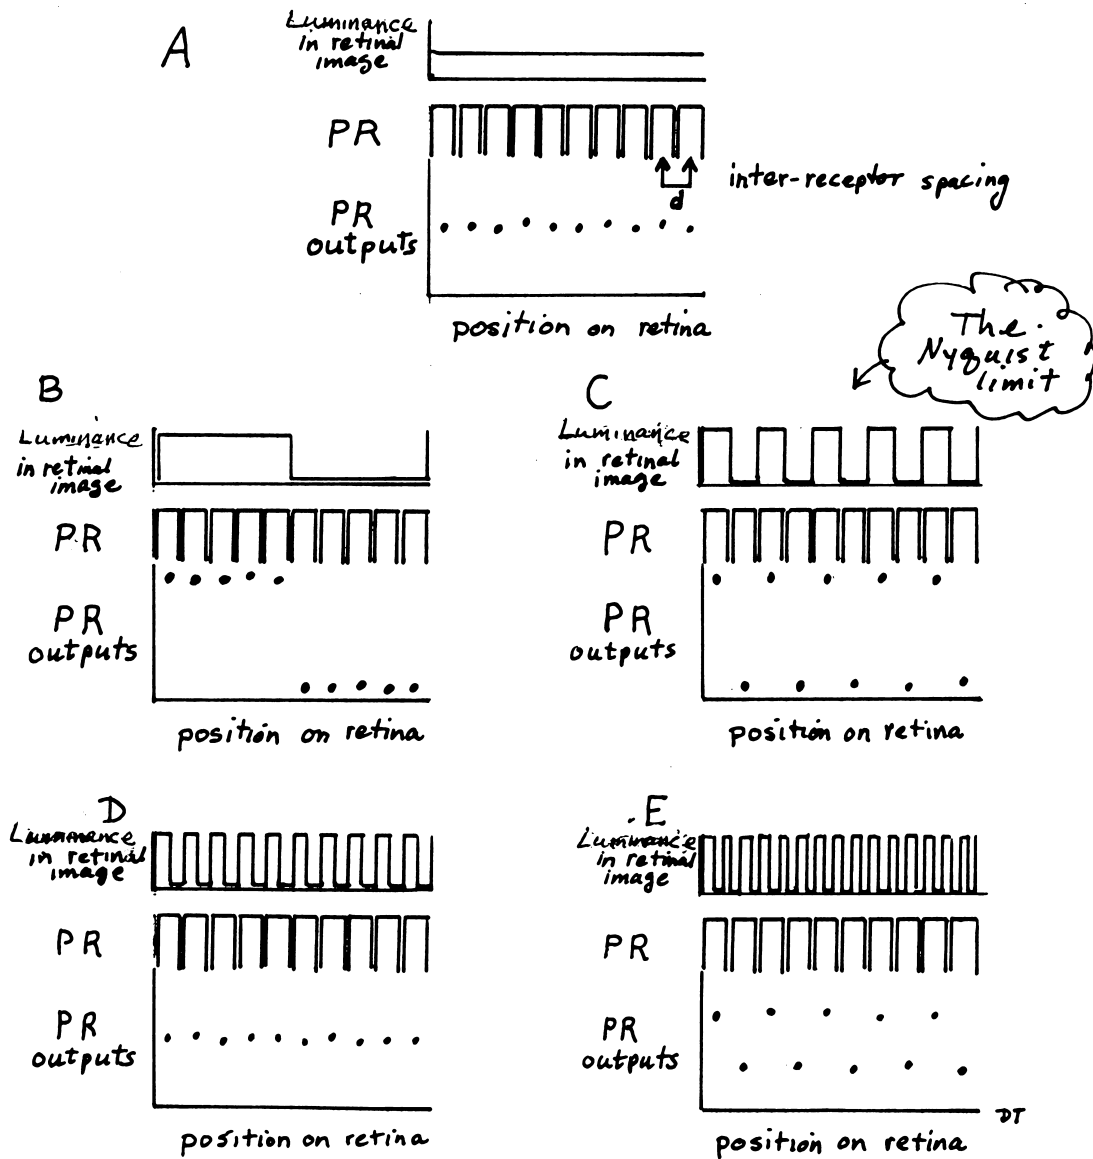 A
Luminance
in retinal
image
PR
d
inter-receptor spacing
PR
outputs
position on retina
The
Nyquist
limit
B
Luminance
in retinal
image
PR
PR
outputs
position on retina
C
Luminance
in retinal
image
PR
PR
outputs
position on retina
D
Luminance
in retinal
image
PR
PR
outputs
position on retina
E
Luminance
in retinal
image
PR
PR
outputs
position on retina
DT